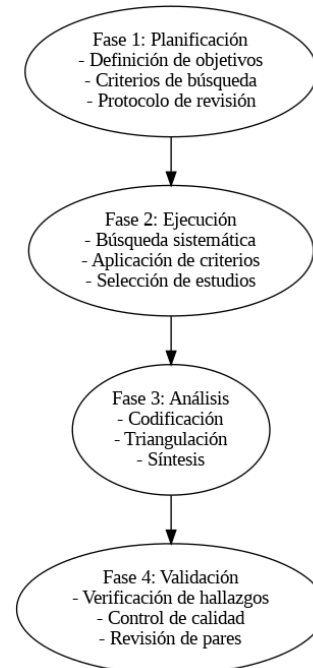 Fase 1: Planificación
- Definición de objetivos
- Criterios de búsqueda
- Protocolo de revisión
Fase 2: Ejecución
- Búsqueda sistemática
- Aplicación de criterios
- Selección de estudios
Fase 3: Análisis
- Codificación
- Triangulación
- Síntesis
Fase 4: Validación
- Verificación de hallazgos
- Control de calidad
- Revisión de pares